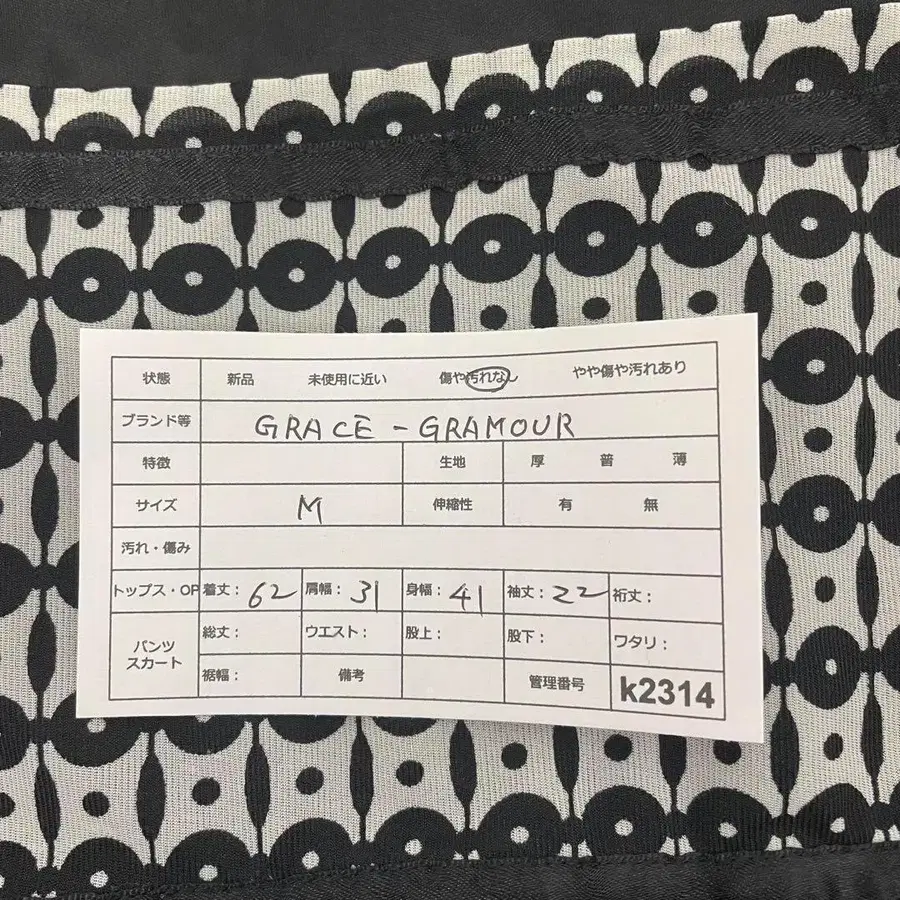 状態 新品 未使用に近い 傷や汚れなし やや傷や汚れあり
ブランド等 GRACE - GRAMOUR
特徴 生地 厚 普 薄
サイズ M 伸縮性 有 無
汚れ・傷み
トップス・OP 着丈: 62 肩幅: 31 身幅: 41 袖丈: 22 裄丈:
パンツ スカート 総丈: ウエスト: 股上: 股下: ワタリ:
裾幅: 備考 管理番号 k2314